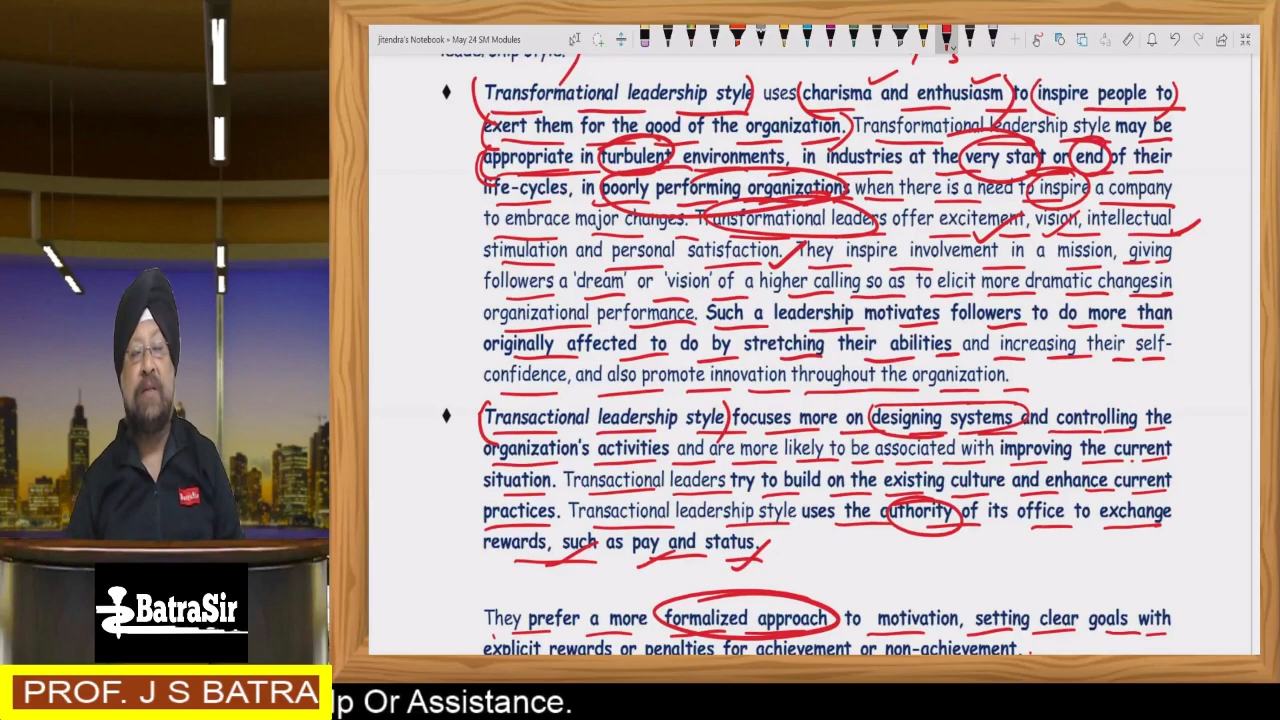 jitendra's Notebook » May 24 SM Modules
leadership style.
Transformational leadership style uses charisma and enthusiasm to inspire people to
exert them for the good of the organization. Transformational leadership style may be
appropriate in turbulent environments, in industries at the very start or end of their
life-cycles, in poorly performing organizations when there is a need to inspire a company
to embrace major changes. Transformational leaders offer excitement, vision, intellectual
stimulation and personal satisfaction. They inspire involvement in a mission, giving
followers a 'dream' or 'vision' of a higher calling so as to elicit more dramatic changesin
organizational performance. Such a leadership motivates followers to do more than
originally affected to do by stretching their abilities and increasing their self-
confidence, and also promote innovation throughout the organization.
Transactional leadership style focuses more on designing systems and controlling the
organization's activities and are more likely to be associated with improving the current
situation. Transactional leaders try to build on the existing culture and enhance current
practices. Transactional leadership style uses the authority of its office to exchange
rewards, such as pay and status.
They prefer a more formalized approach to motivation, setting clear goals with
explicit rewards or penalties for achievement or non-achievement.
BatraSir
BatraSir
PROF. J S BATRA
lp Or Assistance.